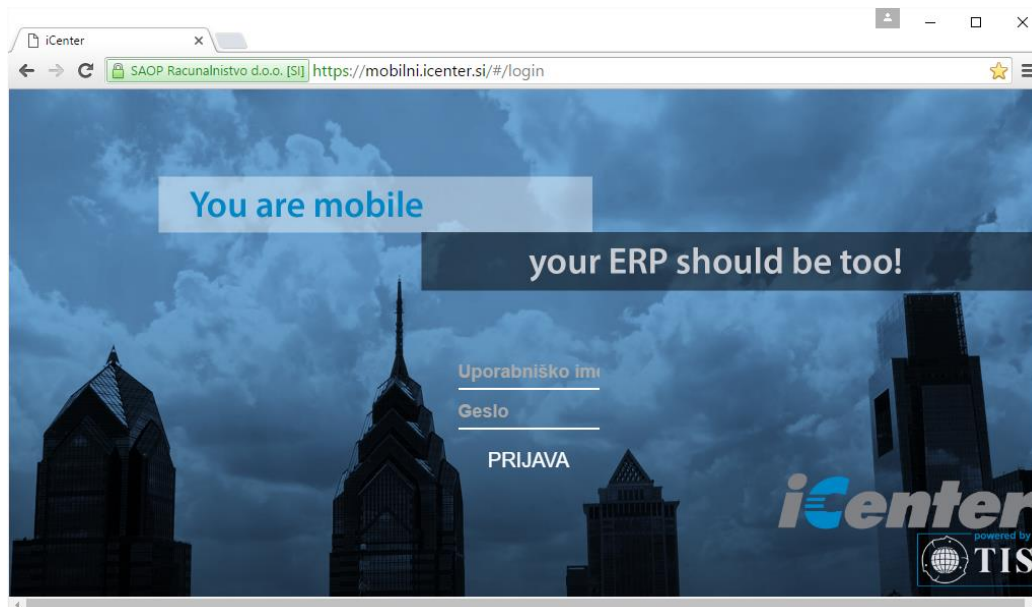 iCenter
SAOP Racunalnistvo d.o.o. [SI] https://mobilni.icenter.si/#/login
You are mobile
your ERP should be too!
Uporabniško ime
Geslo
PRIJAVA
iCenter
powered by
TIS